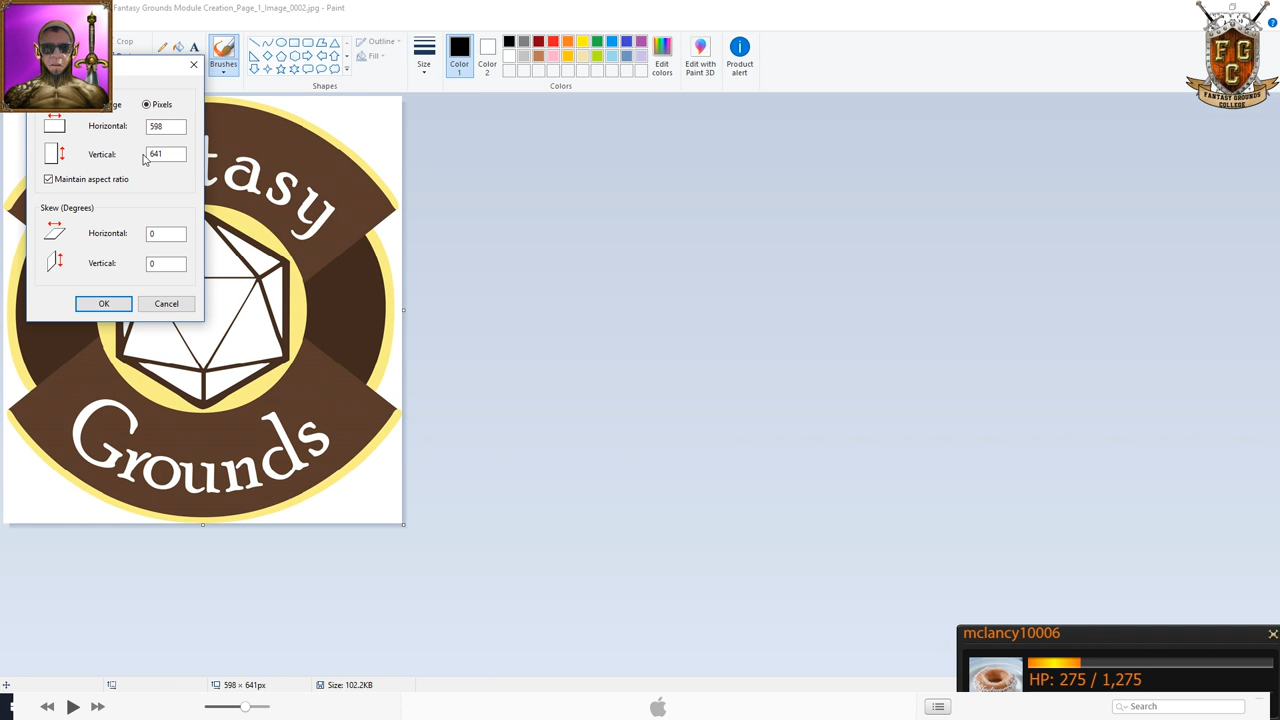 Fantasy Grounds Module Creation_Page_1_Image_0002.jpg - Paint
Crop
A
Brushes
Outline
Fill
Shapes
Size
Color
1
Color
2
Edit
colors
Edit with
Paint 3D
Product
alert
Colors
FGC
C
FANTASY GROUNDS
COLLEGE
Pixels
Horizontal: 598
Vertical: 641
Maintain aspect ratio
Skew (Degrees)
Horizontal: 0
Vertical: 0
OK Cancel
tasy
Grounds
mclancy10006
HP: 275 / 1,275
598 × 641px
Size: 102.2KB
Search